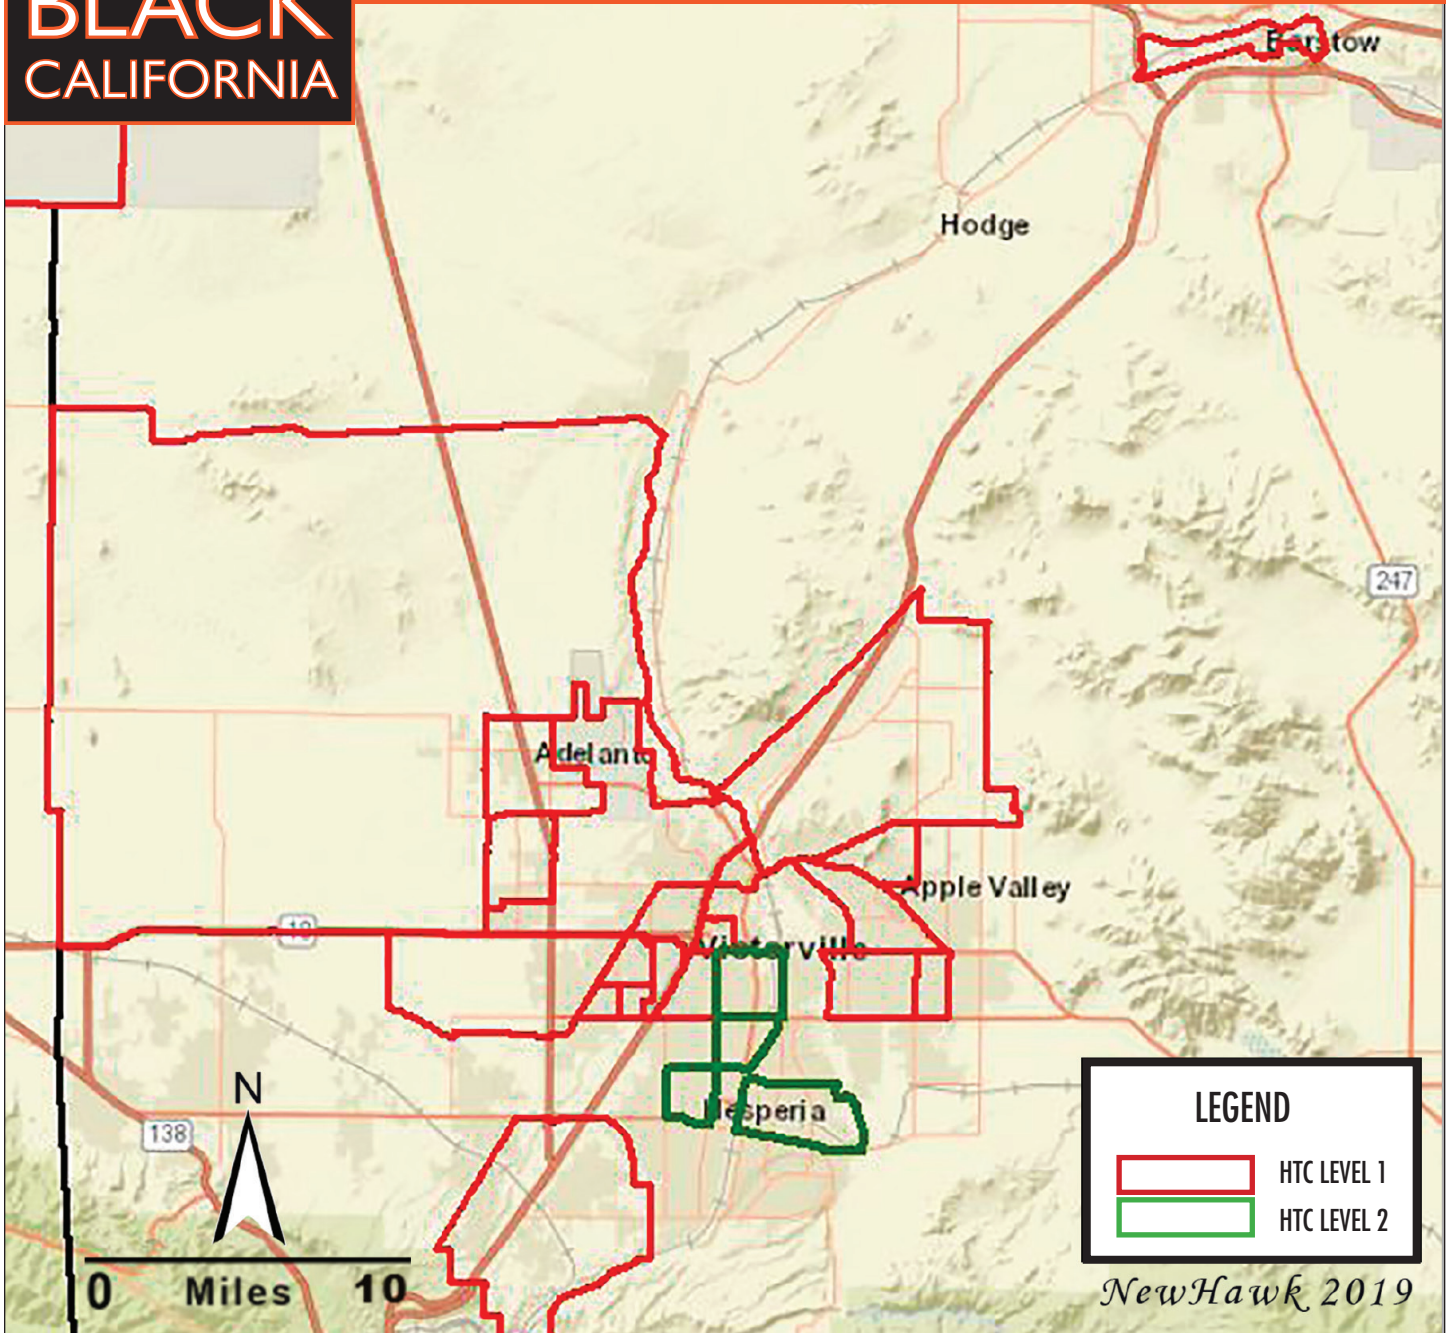 BLACK
CALIFORNIA
Barstow
Hodge
247
Adelanto
Apple Valley
18
Victorville
Hesperia
138
N
0 Miles 10
LEGEND
HTC LEVEL 1
HTC LEVEL 2
NewHawk 2019